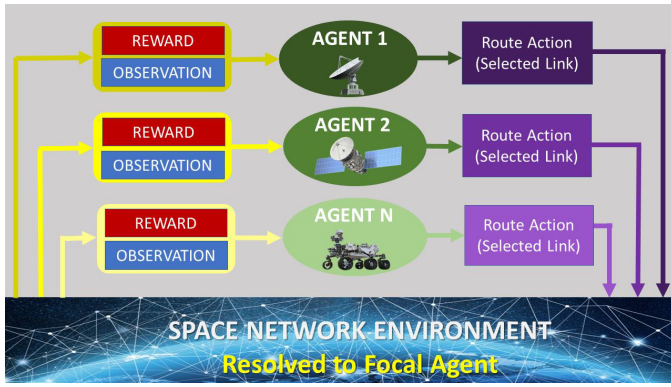 REWARD
OBSERVATION
AGENT 1
Route Action
(Selected Link)
REWARD
OBSERVATION
AGENT 2
Route Action
(Selected Link)
REWARD
OBSERVATION
AGENT N
Route Action
(Selected Link)
SPACE NETWORK ENVIRONMENT
Resolved to Focal Agent